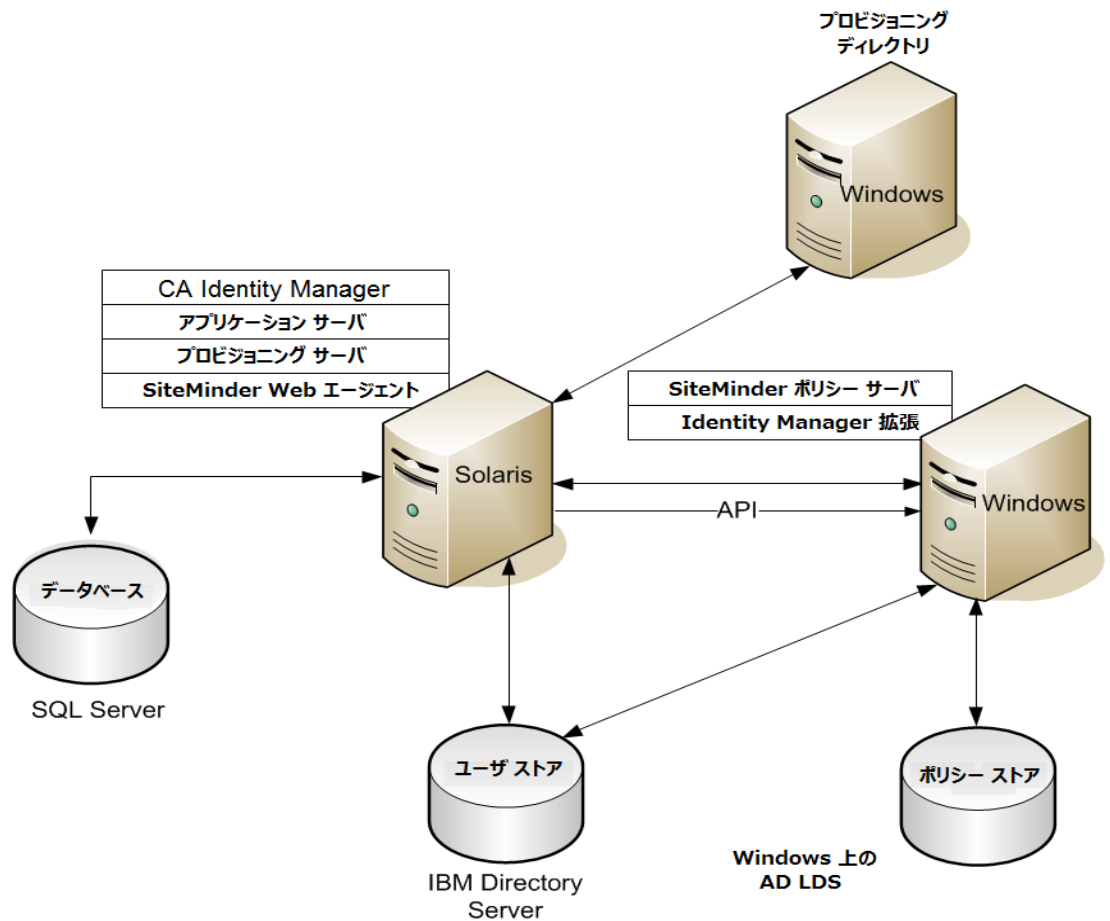 プロビジョニング
ディレクトリ
Windows
CA Identity Manager
アプリケーション サーバ
プロビジョニング サーバ
SiteMinder Web エージェント
SiteMinder ポリシー サーバ
Identity Manager 拡張
Solaris
API
Windows
データベース
SQL Server
ユーザ ストア
IBM Directory
Server
ポリシー ストア
Windows 上の
AD LDS